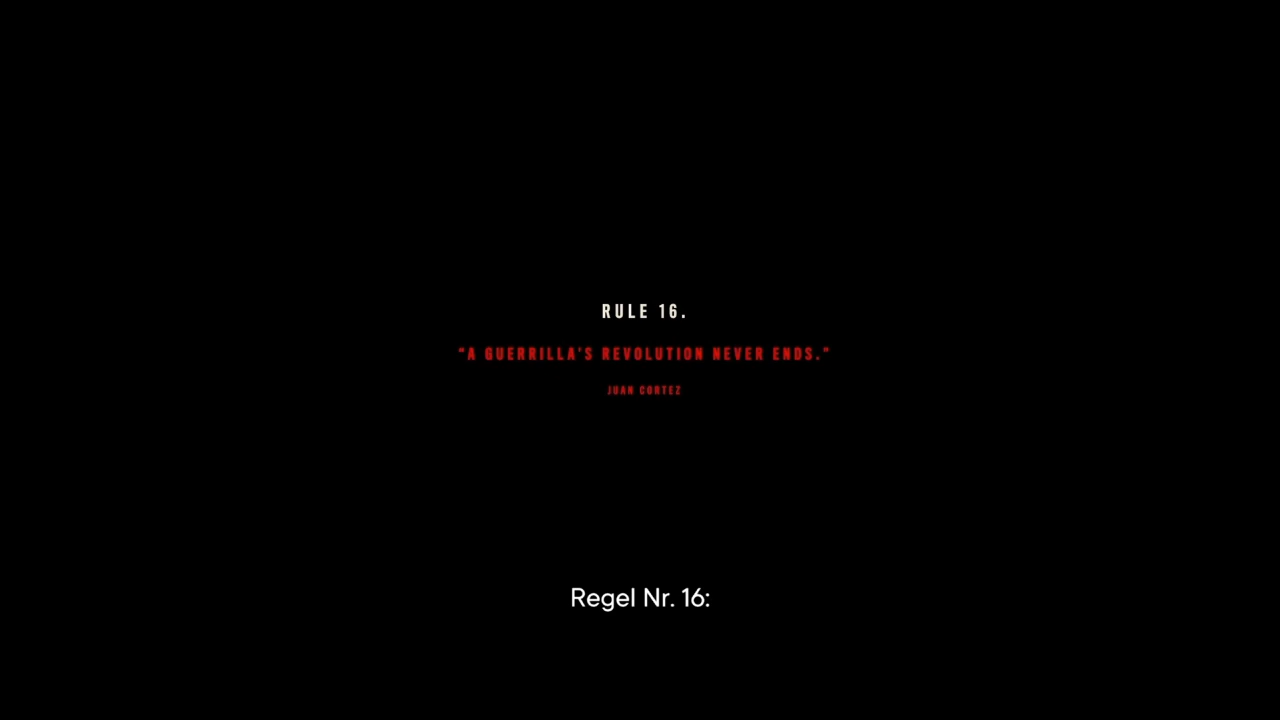 RULE 16.
"A GUERRILLA'S REVOLUTION NEVER ENDS."
JUAN CORTEZ
Regel Nr. 16: